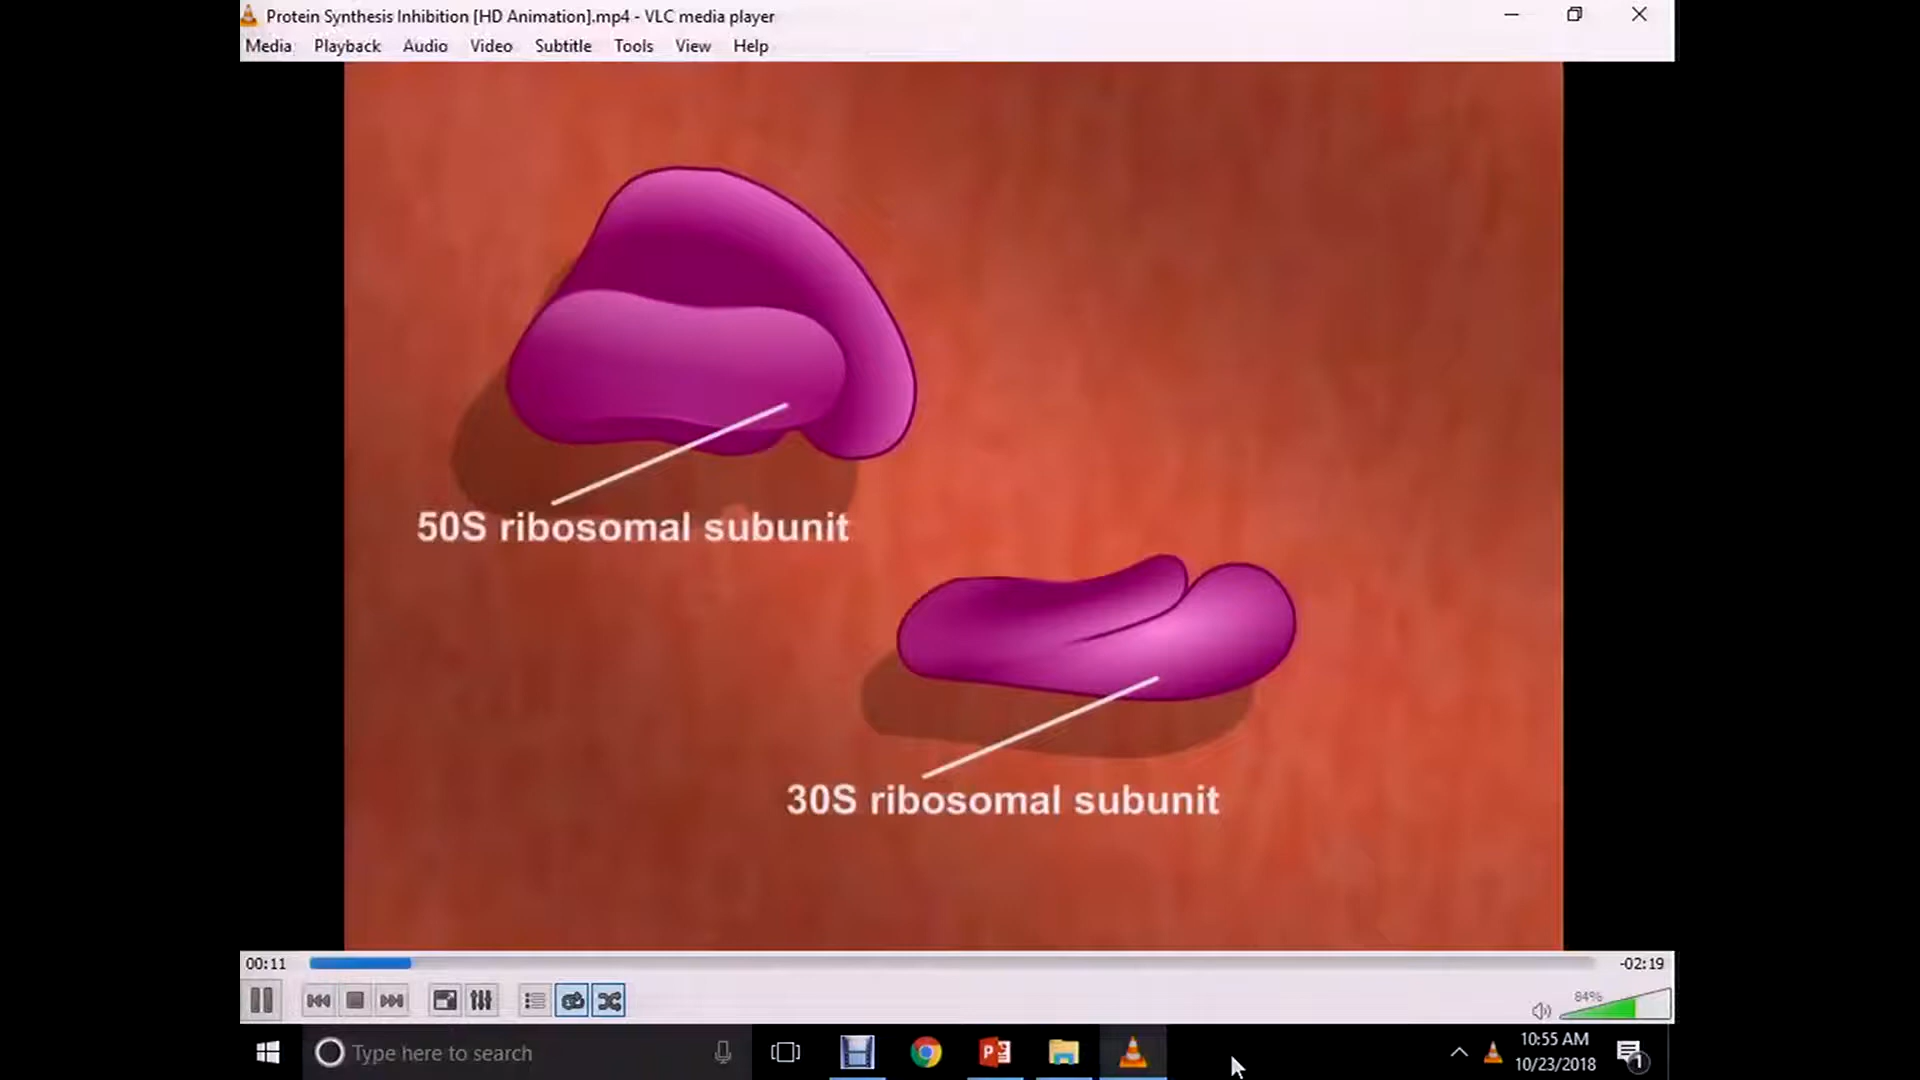 Protein Synthesis Inhibition [HD Animation].mp4 - VLC media player
Media Playback Audio Video Subtitle Tools View Help
50S ribosomal subunit
30S ribosomal subunit
00:11
-02:19
84%
Type here to search
10:55 AM
10/23/2018
1